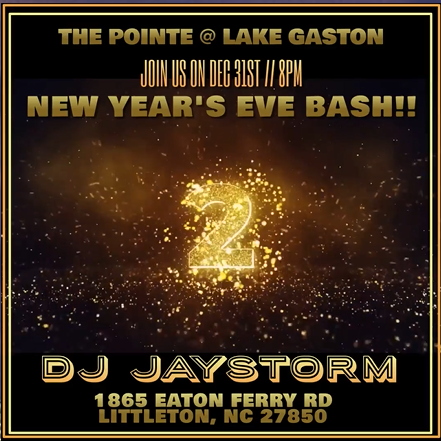 THE POINTE @ LAKE GASTON
JOIN US ON DEC 31ST // 8PM
NEW YEAR'S EVE BASH!!
2
DJ JAYSTORM
1865 EATON FERRY RD
LITTLETON, NC 27850